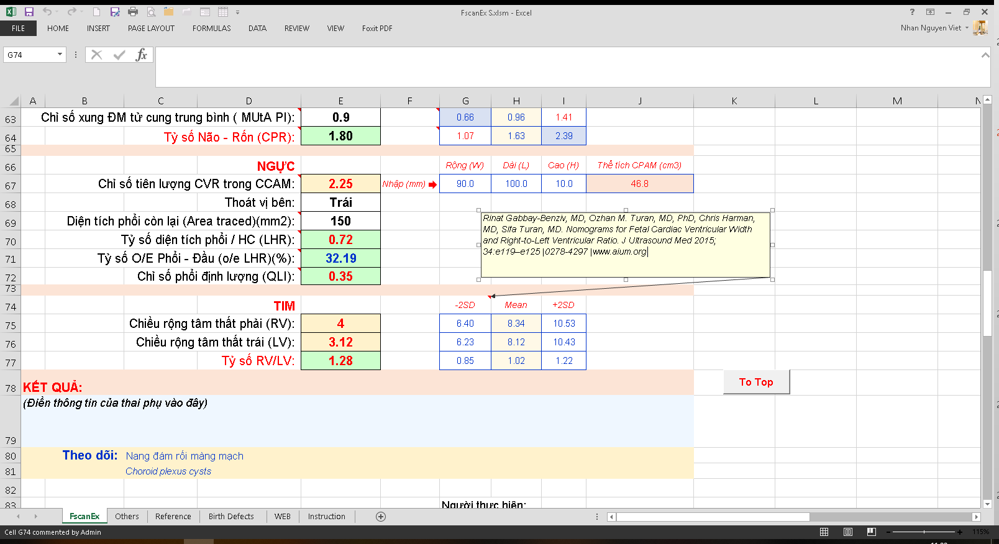 FscanEx S.xlsm - Excel
FILE HOME INSERT PAGE LAYOUT FORMULAS DATA REVIEW VIEW Foxit PDF
Nhan Nguyen Viet
G74
fx
A B C D E F G H I J K L M N
63 Chỉ số xung ĐM tử cung trung bình ( MUtA PI): 0.9 0.66 0.96 1.41
64 Tỷ số Não - Rốn (CPR): 1.80 1.07 1.63 2.39
65
66 NGỰC Rộng (W) Dài (L) Cao (H) Thể tích CPAM (cm3)
67 Chỉ số tiên lượng CVR trong CCAM: 2.25 Nhập (mm) 90.0 100.0 10.0 46.8
68 Thoát vị bên: Trái
69 Diện tích phổi còn lại (Area traced)(mm2): 150
70 Tỷ số diện tích phổi / HC (LHR): 0.72
71 Tỷ số O/E Phổi - Đầu (o/e LHR)(%): 32.19
72 Chỉ số phổi định lượng (QLI): 0.35
Rinat Gabbay-Benziv, MD, Ozhan M. Turan, MD, PhD, Chris Harman,
MD, Sifa Turan, MD. Nomograms for Fetal Cardiac Ventricular Width
and Right-to-Left Ventricular Ratio. J Ultrasound Med 2015;
34:e119–e125 |0278-4297 |www.aium.org
73
74 TIM -2SD Mean +2SD
75 Chiều rộng tâm thất phải (RV): 4 6.40 8.34 10.53
76 Chiều rộng tâm thất trái (LV): 3.12 6.23 8.12 10.43
77 Tỷ số RV/LV: 1.28 0.85 1.02 1.22
78 KẾT QUẢ: To Top
(Điền thông tin của thai phụ vào đây)
79
80 Theo dõi: Nang đám rối màng mạch
81 Choroid plexus cysts
82
83 Người thực hiện:
FscanEx Others Reference Birth Defects WEB Instruction
Cell G74 commented by Admin
115%